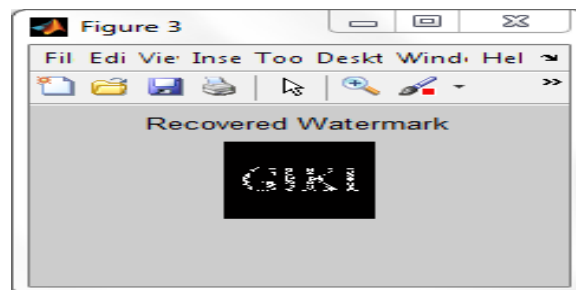 Figure 3
Fil Edi Vie Inse Too Deskt Wind Hel
Recovered Watermark
GIKI